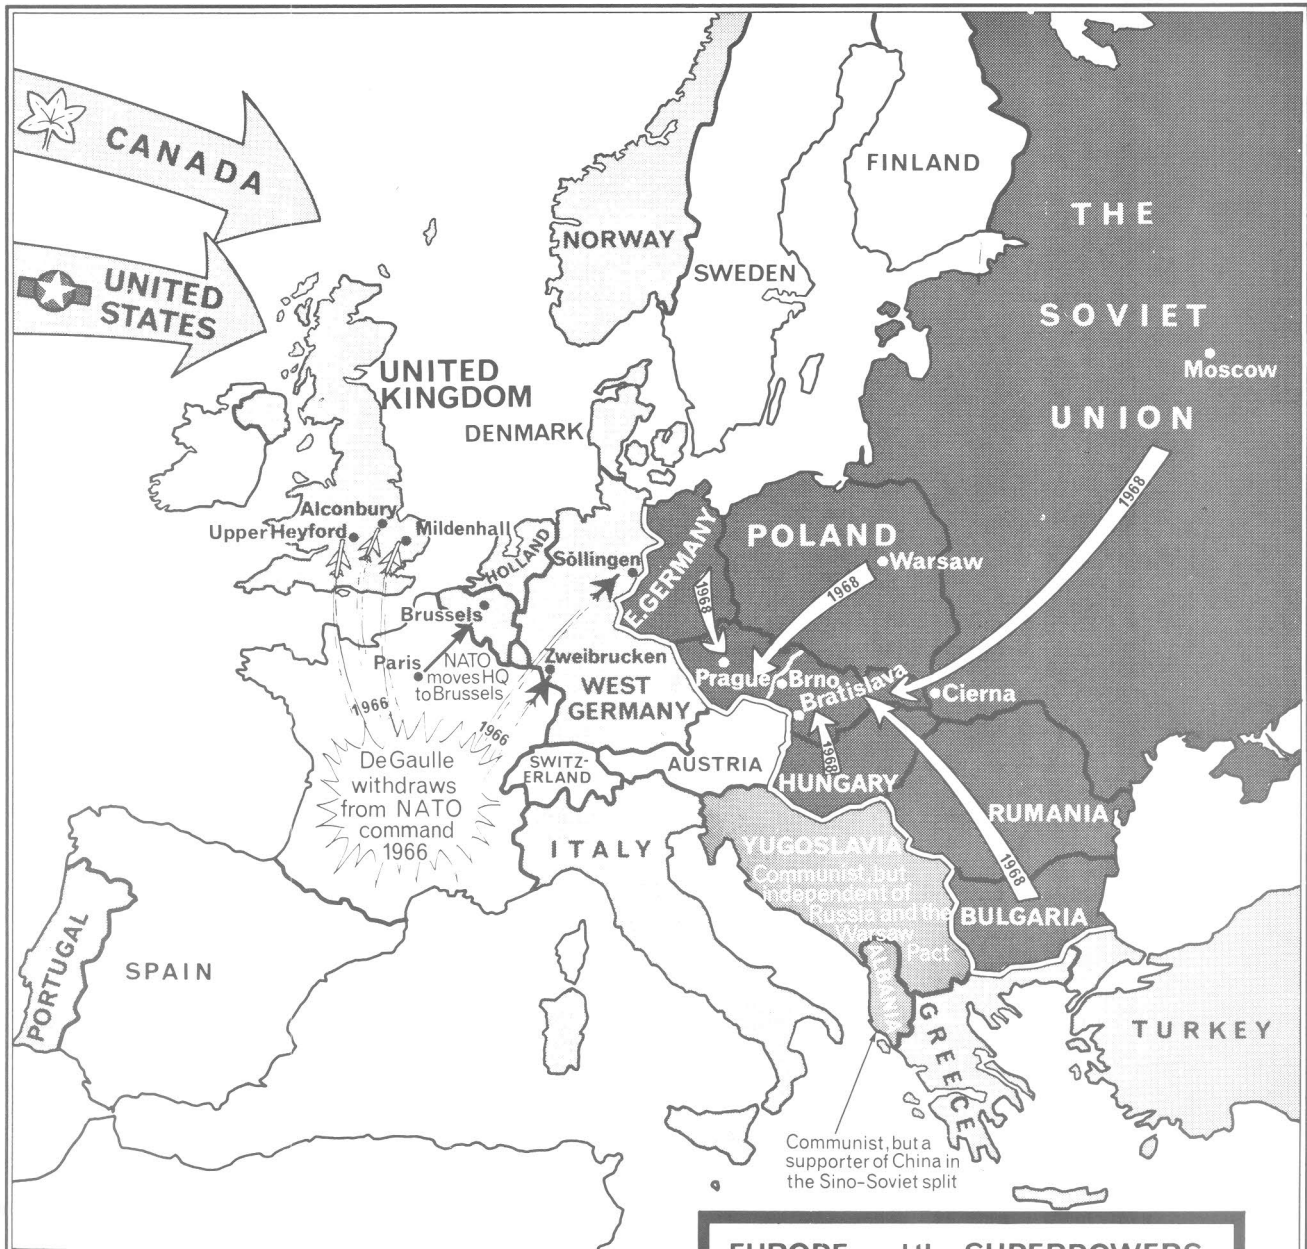 CANADA
UNITED
STATES
NORWAY
SWEDEN
FINLAND
THE
SOVIET
UNION
Moscow
UNITED
KINGDOM
DENMARK
Alconbury
Upper Heyford
Mildenhall
HOLLAND
Söllingen
E. GERMANY
POLAND
Warsaw
1968
1968
1968
Brussels
Paris
NATO
moves HQ
to Brussels
Zweibrucken
WEST
GERMANY
Prague
Brno
Bratislava
Cierna
1966
1966
De Gaulle
withdraws
from NATO
command
1966
SWITZ-
ERLAND
AUSTRIA
HUNGARY
1968
RUMANIA
1968
BULGARIA
ITALY
YUGOSLAVIA
Communist, but
independent of
Russia and the
Warsaw
Pact
ALBANIA
PORTUGAL
SPAIN
GREECE
TURKEY
Communist, but a
supporter of China in
the Sino-Soviet split
EUROPE SUPERPOWERS